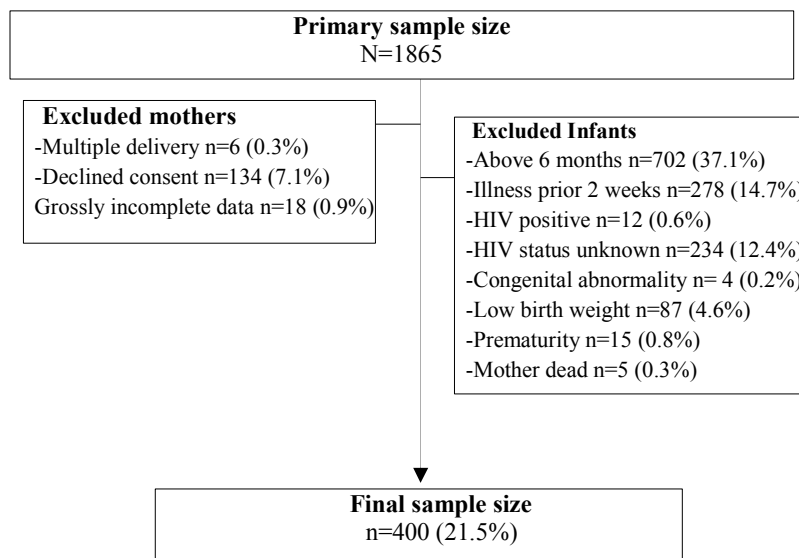 Primary sample size
N=1865
Excluded mothers
-Multiple delivery n=6 (0.3%)
-Declined consent n=134 (7.1%)
Grossly incomplete data n=18 (0.9%)
Excluded Infants
-Above 6 months n=702 (37.1%)
-Illness prior 2 weeks n=278 (14.7%)
-HIV positive n=12 (0.6%)
-HIV status unknown n=234 (12.4%)
-Congenital abnormality n= 4 (0.2%)
-Low birth weight n=87 (4.6%)
-Prematurity n=15 (0.8%)
-Mother dead n=5 (0.3%)
Final sample size
n=400 (21.5%)